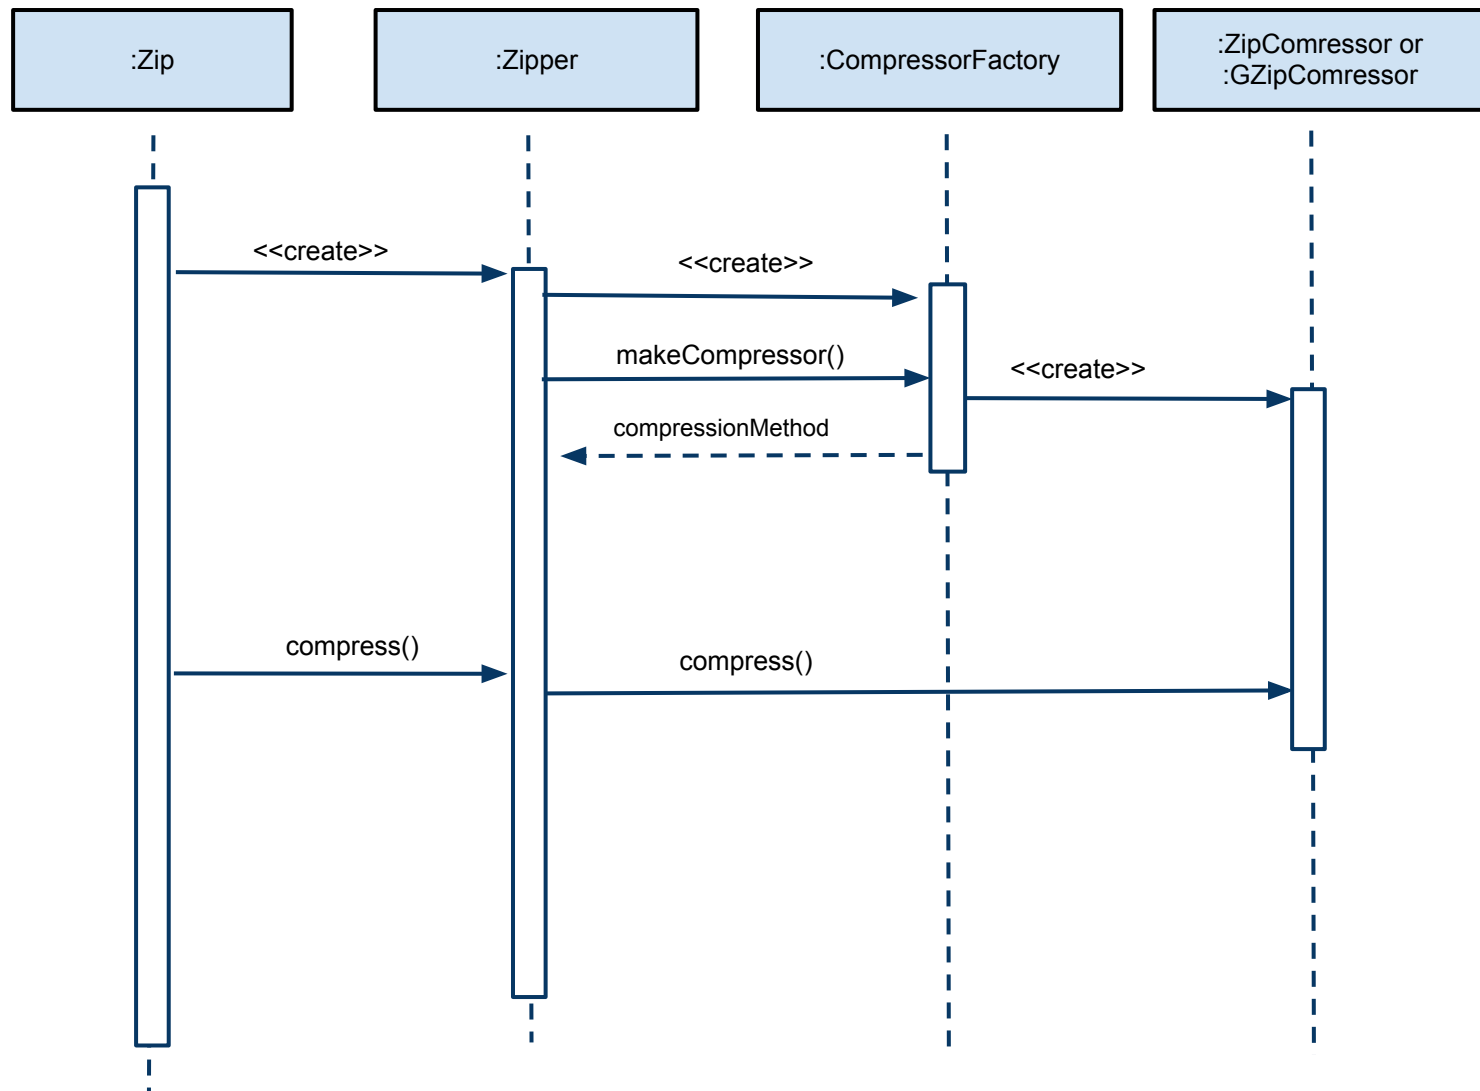 :Zip
:Zipper
:CompressorFactory
:ZipComressor or
:GZipComressor
<<create>>
<<create>>
makeCompressor()
<<create>>
compressionMethod
compress()
compress()